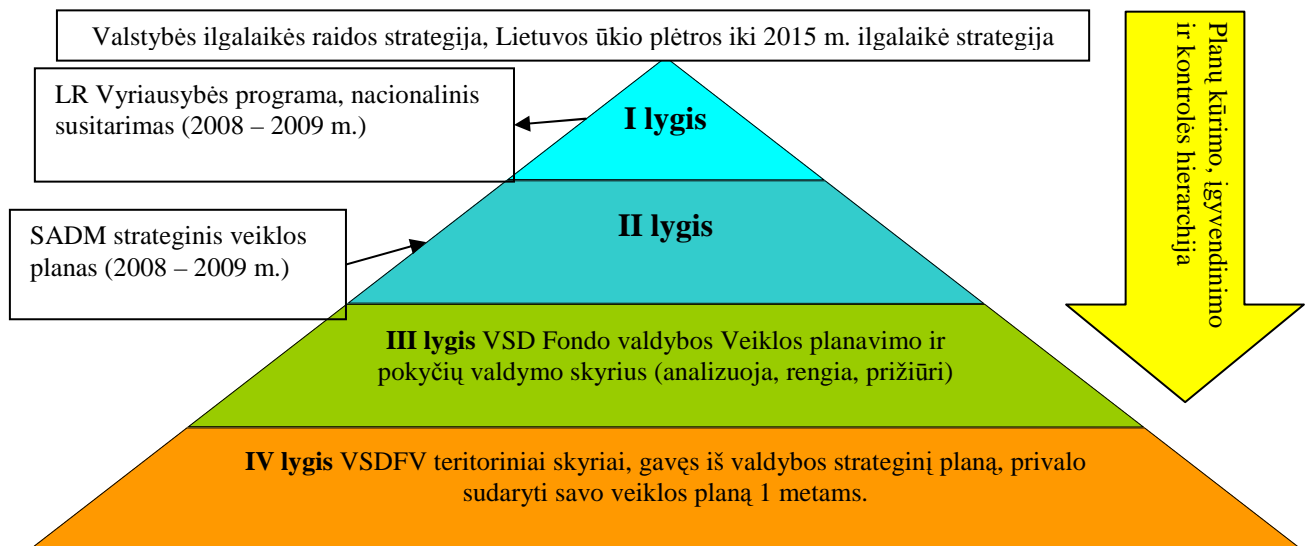 Valstybės ilgalaikės raidos strategija, Lietuvos ūkio plėtros iki 2015 m. ilgalaikė strategija
LR Vyriausybės programa, nacionalinis
susitarimas (2008 – 2009 m.)
I lygis
SADM strateginis veiklos
planas (2008 – 2009 m.)
II lygis
III lygis VSD Fondo valdybos Veiklos planavimo ir
pokyčių valdymo skyrius (analizuoja, rengia, prižiūri)
IV lygis VSDFV teritoriniai skyriai, gavęs iš valdybos strateginį planą, privalo
sudaryti savo veiklos planą 1 metams.
Planų kūrimo, įgyvendinimo
ir kontrolės hierarchija